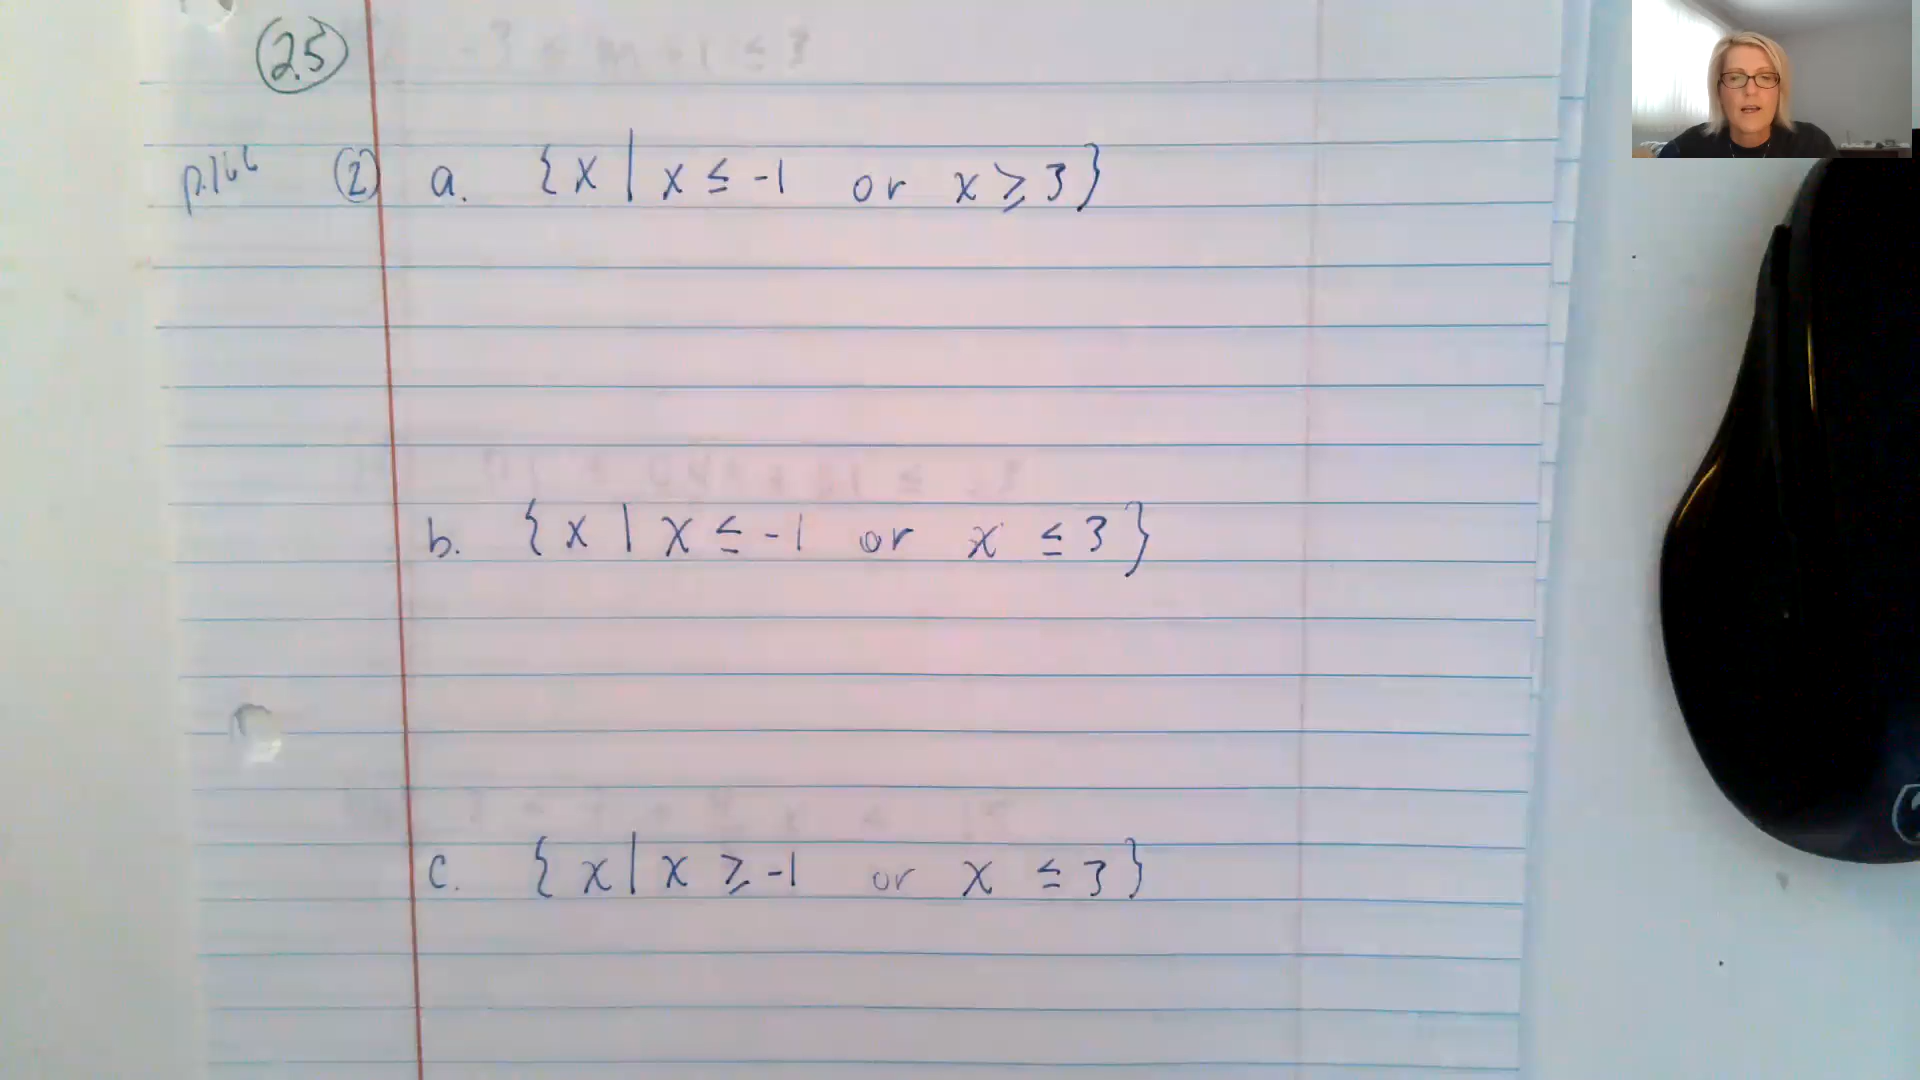 2.5
p.166 2 a. {x | x ≤ -1 or x ≥ 3}
b. {x | x ≤ -1 or x ≤ 3}
c. {x | x ≥ -1 or x ≤ 3}